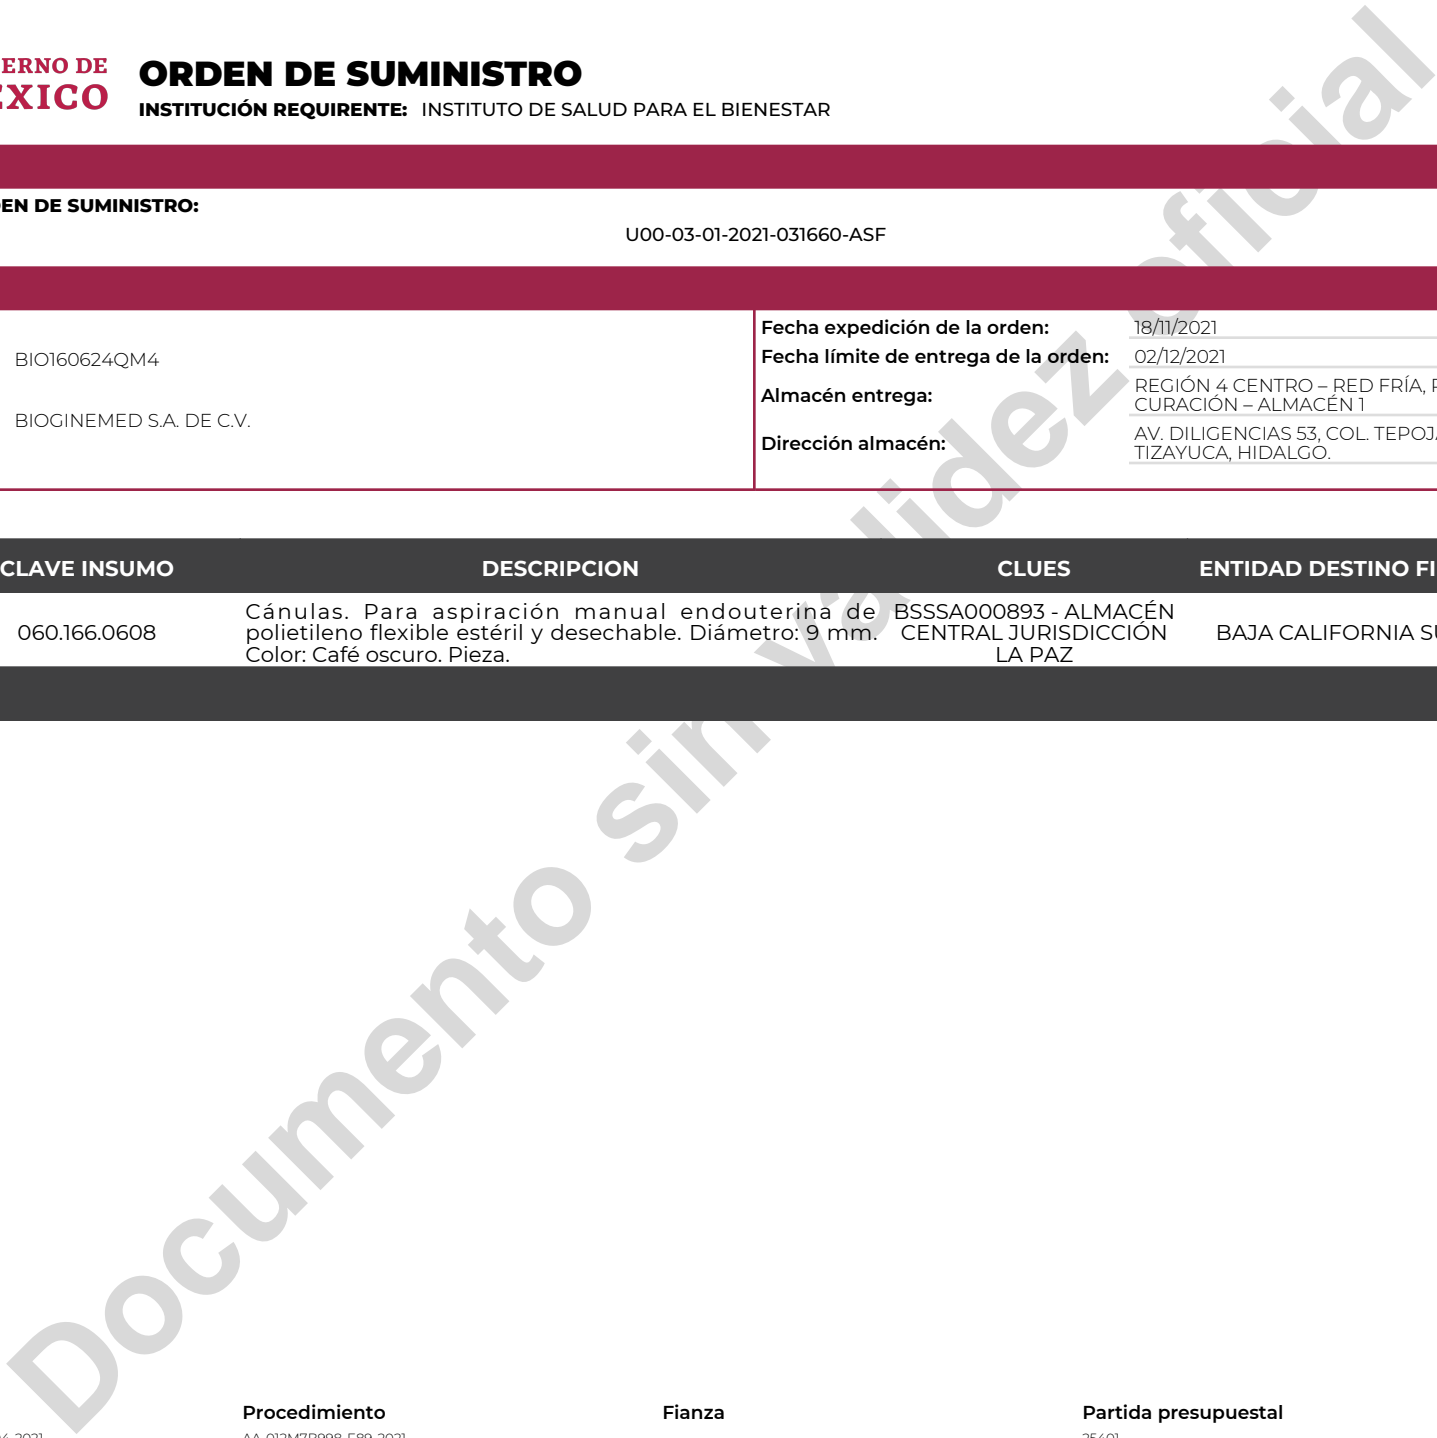 ERNO DE
ORDEN DE SUMINISTRO
INSTITUCIÓN REQUIRENTE: INSTITUTO DE SALUD PARA EL BIENESTAR
EN DE SUMINISTRO:
U00-03-01-2021-031660-ASF
BIO160624QM4
BIOGINEMED S.A. DE C.V.
Fecha expedición de la orden: 18/11/2021
Fecha límite de entrega de la orden: 02/12/2021
Almacén entrega: REGIÓN 4 CENTRO – RED FRÍA,
CURACIÓN – ALMACÉN 1
Dirección almacén: AV. DILIGENCIAS 53, COL. TEPOJ
TIZAYUCA, HIDALGO.
CLAVE INSUMO DESCRIPCION CLUES ENTIDAD DESTINO FI
060.166.0608
Cánulas. Para aspiración manual endouterina de
polietileno flexible estéril y desechable. Diámetro: 9 mm.
Color: Café oscuro. Pieza.
BSSSA000893 - ALMACÉN
CENTRAL JURISDICCIÓN
LA PAZ
BAJA CALIFORNIA S
Documento sin validez oficial
Procedimiento Fianza Partida presupuestal